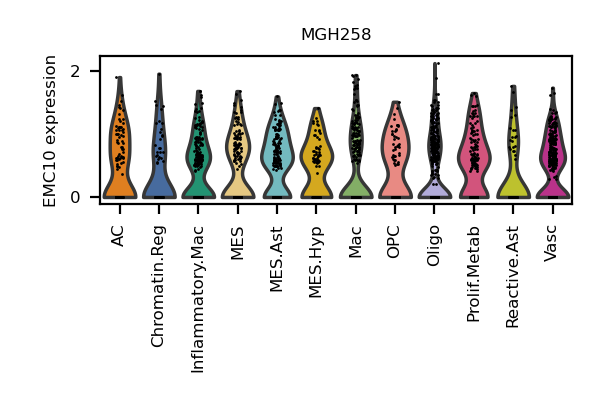 MGH258
EMC10 expression
2
0
AC
Chromatin.Reg
Inflammatory.Mac
MES
MES.Ast
MES.Hyp
Mac
OPC
Oligo
Prolif.Metab
Reactive.Ast
Vasc